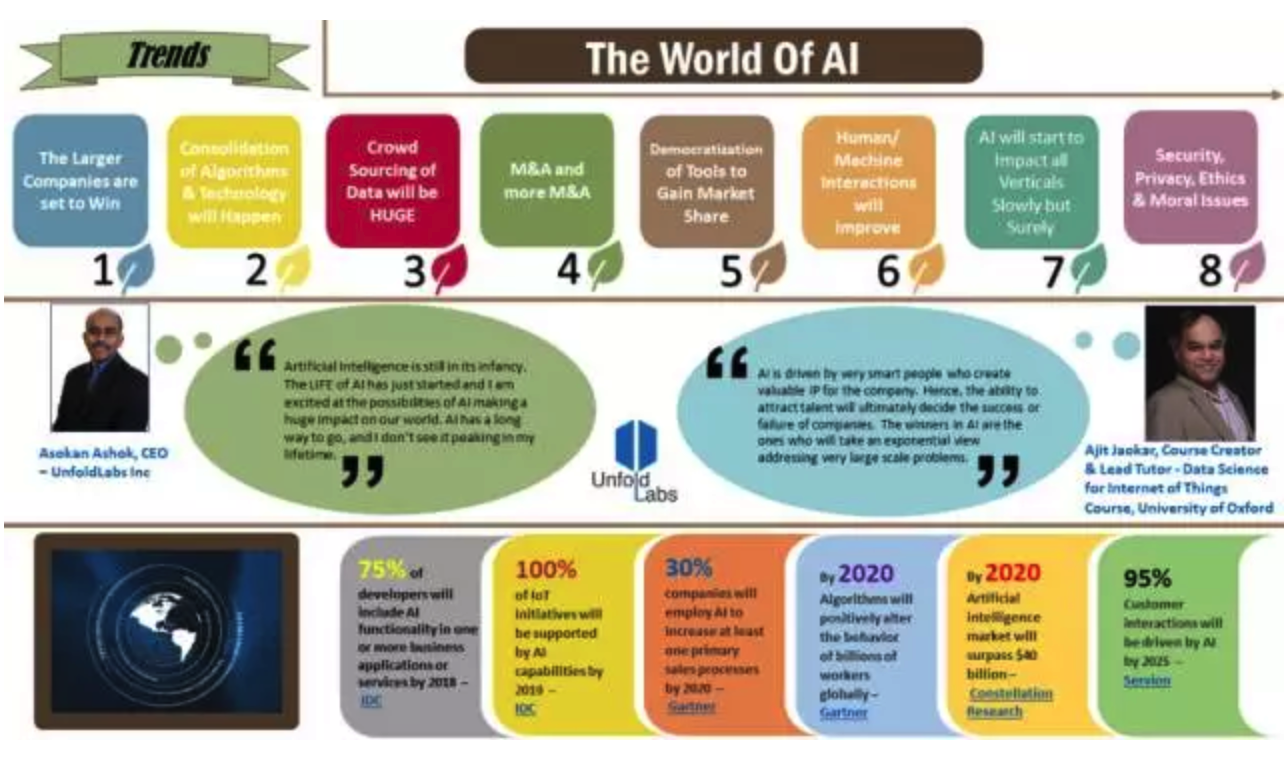 Trends
The World Of AI
The Larger
Companies are
set to Win
1
Consolidation
of Algorithms
& Technology
will Happen
2
Crowd
Sourcing of
Data will be
HUGE
3
M&A and
more M&A
4
Democratization
of Tools to
Gain Market
Share
5
Human/
Machine
Interactions
will
Improve
6
AI will start to
Impact all
Verticals
Slowly but
Surely
7
Security,
Privacy, Ethics
& Moral Issues
8
Asokan Ashok, CEO
– UnfoldLabs Inc
“Artificial Intelligence is still in its infancy.
The LIFE of AI has just started and I am
excited at the possibilities of AI making a
huge impact on our world. AI has a long
way to go, and I don't see it peaking in my
lifetime.”
Unfold
Labs
“AI is driven by very smart people who create
valuable IP for the company. Hence, the ability to
attract talent will ultimately decide the success or
failure of companies. The winners in AI are the
ones who will take an exponential view
addressing very large scale problems.”
Ajit Jaokar, Course Creator
& Lead Tutor - Data Science
for Internet of Things
Course, University of Oxford
75% of
developers will
include AI
functionality in one
or more business
applications or
services by 2018 –
IDC
100%
of IoT
initiatives will
be supported
by AI
capabilities by
2019 –
IDC
30%
companies will
employ AI to
increase at least
one primary
sales processes
by 2020 –
Gartner
By 2020
Algorithms will
positively alter
the behavior
of billions of
workers
globally –
Gartner
By 2020
Artificial
intelligence
market will
surpass $40
billion –
Constellation
Research
95%
Customer
interactions will
be driven by AI
by 2025 –
Servion